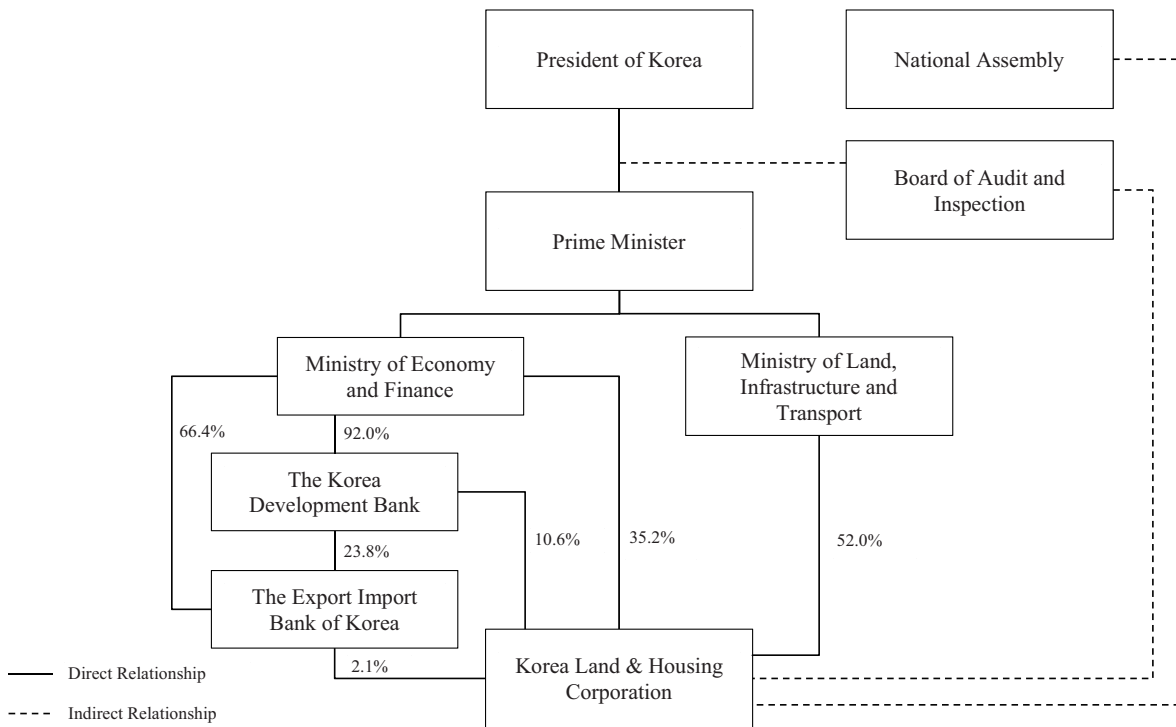 President of Korea
National Assembly
Board of Audit and
Inspection
Prime Minister
Ministry of Economy
and Finance
Ministry of Land,
Infrastructure and
Transport
66.4%
92.0%
The Korea
Development Bank
10.6%
35.2%
52.0%
23.8%
The Export Import
Bank of Korea
2.1%
Korea Land & Housing
Corporation
Direct Relationship
Indirect Relationship